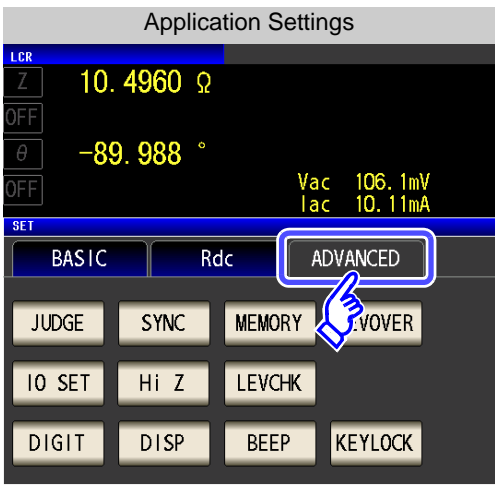 Application Settings
LCR
Z 10.4960 Ω
OFF
θ -89.988 °
OFF
Vac 106.1mV
Iac 10.11mA
SET
BASIC Rdc ADVANCED
JUDGE SYNC MEMORY VOVER
IO SET Hi Z LEVCHK
DIGIT DISP BEEP KEYLOCK